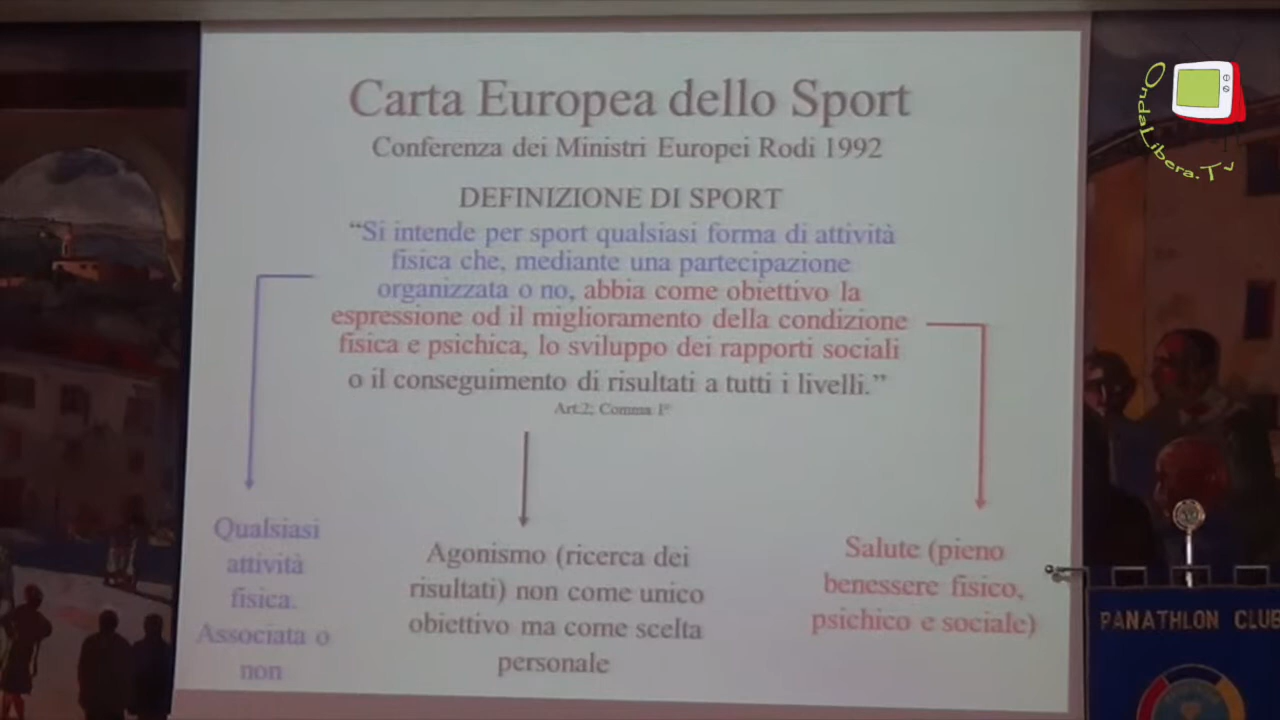 Carta Europea dello Sport
Conferenza dei Ministri Europei Rodi 1992
DEFINIZIONE DI SPORT
“Si intende per sport qualsiasi forma di attività
fisica che, mediante una partecipazione
organizzata o no, abbia come obiettivo la
espressione od il miglioramento della condizione
fisica e psichica, lo sviluppo dei rapporti sociali
o il conseguimento di risultati a tutti i livelli.”
Art.2; Comma 1°
Qualsiasi
attività
fisica.
Associata o
non
Agonismo (ricerca dei
risultati) non come unico
obiettivo ma come scelta
personale
Salute (pieno
benessere fisico,
psichico e sociale)
OndaLibera.Tv
PANATHLON CLUB